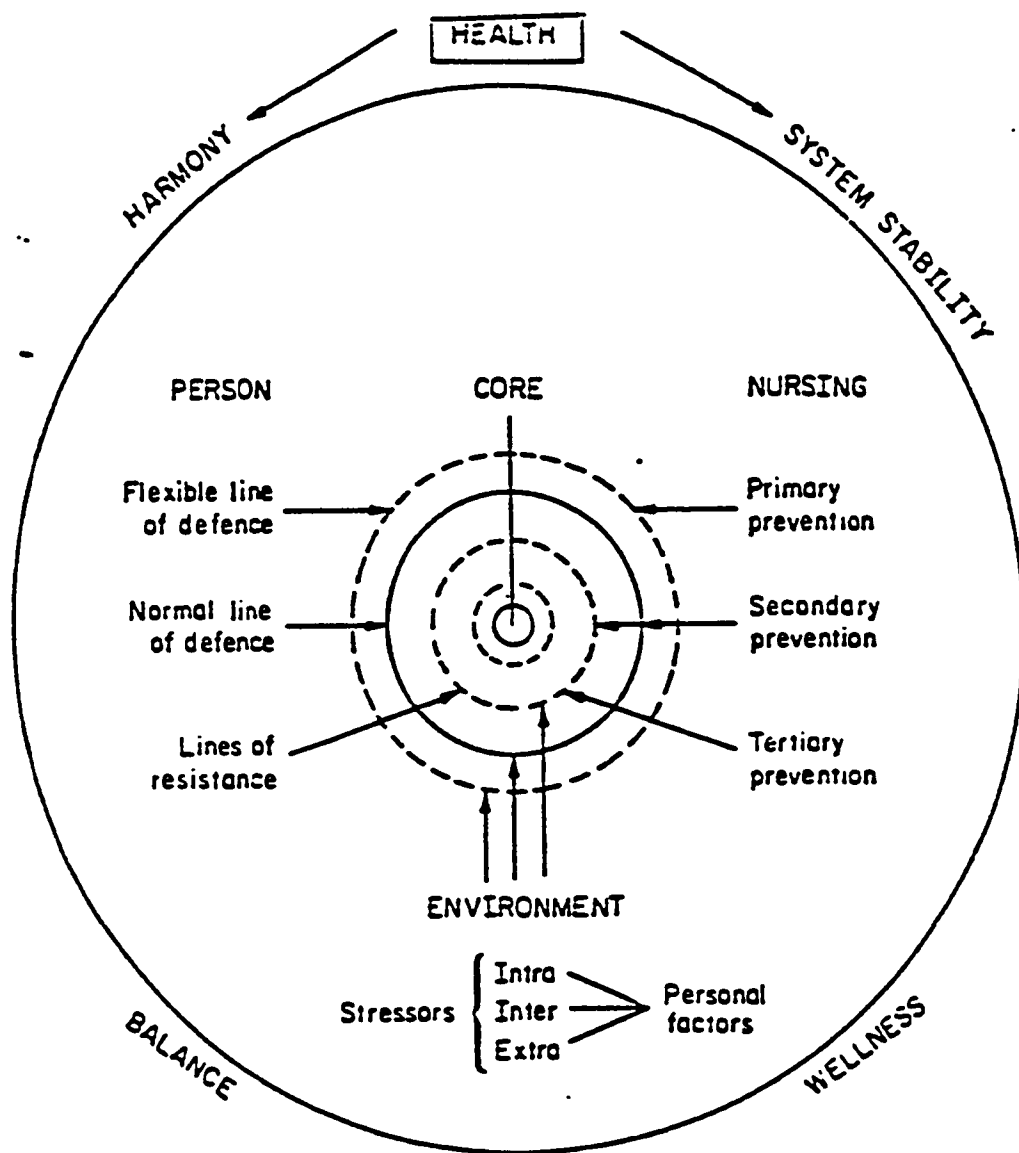 HEALTH
HARMONY
SYSTEM STABILITY
PERSON
CORE
NURSING
Flexible line
of defence
Primary
prevention
Normal line
of defence
Secondary
prevention
Lines of
resistance
Tertiary
prevention
ENVIRONMENT
Stressors
Intra
Inter
Extra
Personal
factors
BALANCE
WELLNESS